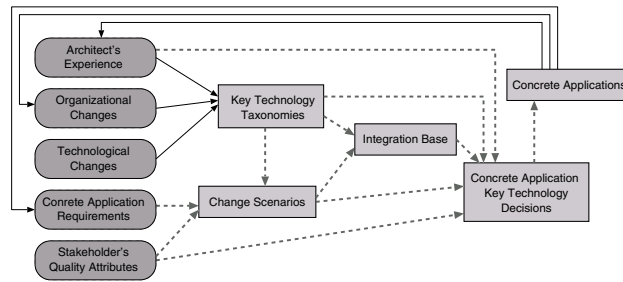 Architect's
Experience
Organizational
Changes
Technological
Changes
Conrete Application
Requirements
Stakeholder's
Quality Attributes
Key Technology
Taxonomies
Change Scenarios
Integration Base
Concrete Applications
Concrete Application
Key Technology
Decisions